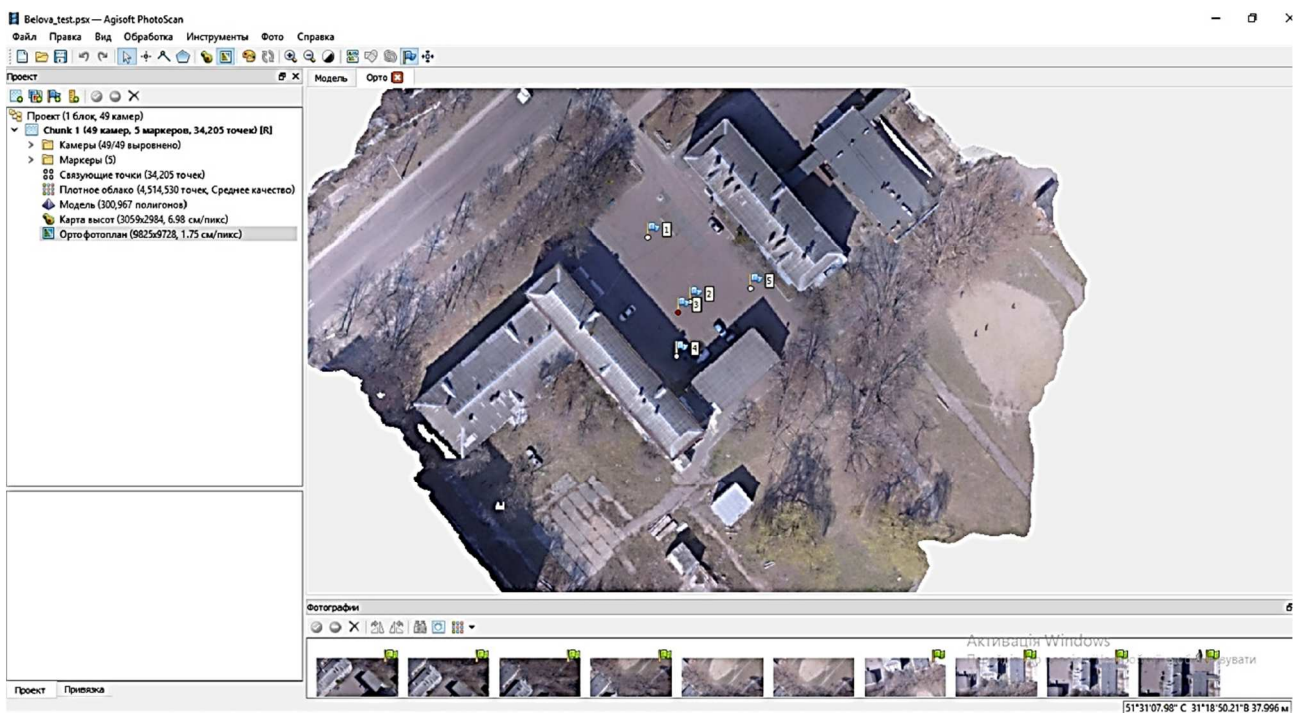 Belova_test.psx — Agisoft PhotoScan
Файл Правка Вид Обработка Инструменты Фото Справка
Проект
Модель Орто
Проект (1 блок, 49 камер)
Chunk 1 (49 камер, 5 маркеров, 34,205 точек) [R]
Камеры (49/49 выровнено)
Маркеры (5)
Связующие точки (34,205 точек)
Плотное облако (4,514,530 точек, Среднее качество)
Модель (300,967 полигонов)
Карта высот (3059x2984, 6.98 см/пикс)
Ортофотоплан (9825x9728, 1.75 см/пикс)
1
5
2
3
4
Фотографии
Активація Windows
Проект Привязка
51°31'07.98" С 31°18'50.21"В 37.996 м